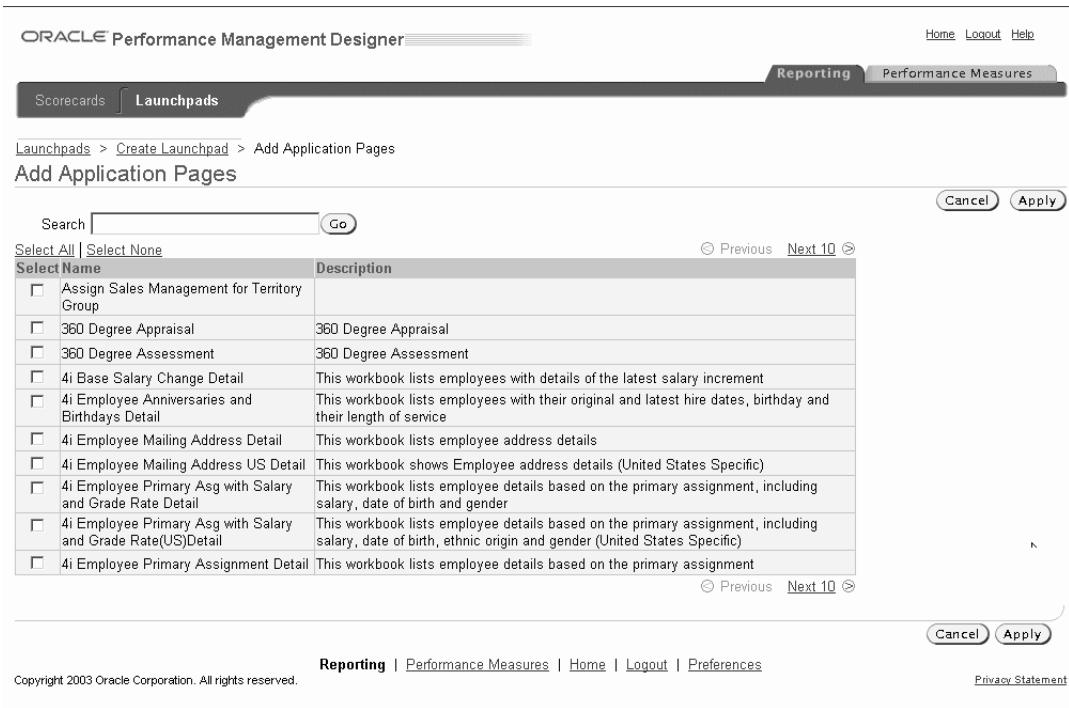 ORACLE Performance Management Designer
Home Logout Help
Reporting Performance Measures
Scorecards Launchpads
Launchpads > Create Launchpad > Add Application Pages
Add Application Pages
Cancel Apply
Search Go
Select All | Select None Previous Next 10
Select Name Description
Assign Sales Management for Territory
Group
360 Degree Appraisal 360 Degree Appraisal
360 Degree Assessment 360 Degree Assessment
4i Base Salary Change Detail This workbook lists employees with details of the latest salary increment
4i Employee Anniversaries and This workbook lists employees with their original and latest hire dates, birthday and
Birthdays Detail their length of service
4i Employee Mailing Address Detail This workbook lists employee address details
4i Employee Mailing Address US Detail This workbook shows Employee address details (United States Specific)
4i Employee Primary Asg with Salary This workbook lists employee details based on the primary assignment, including
and Grade Rate Detail salary, date of birth and gender
4i Employee Primary Asg with Salary This workbook lists employee details based on the primary assignment, including
and Grade Rate(US)Detail salary, date of birth, ethnic origin and gender (United States Specific)
4i Employee Primary Assignment Detail This workbook lists employee details based on the primary assignment
Previous Next 10
Cancel Apply
Reporting | Performance Measures | Home | Logout | Preferences
Copyright 2003 Oracle Corporation. All rights reserved. Privacy Statement